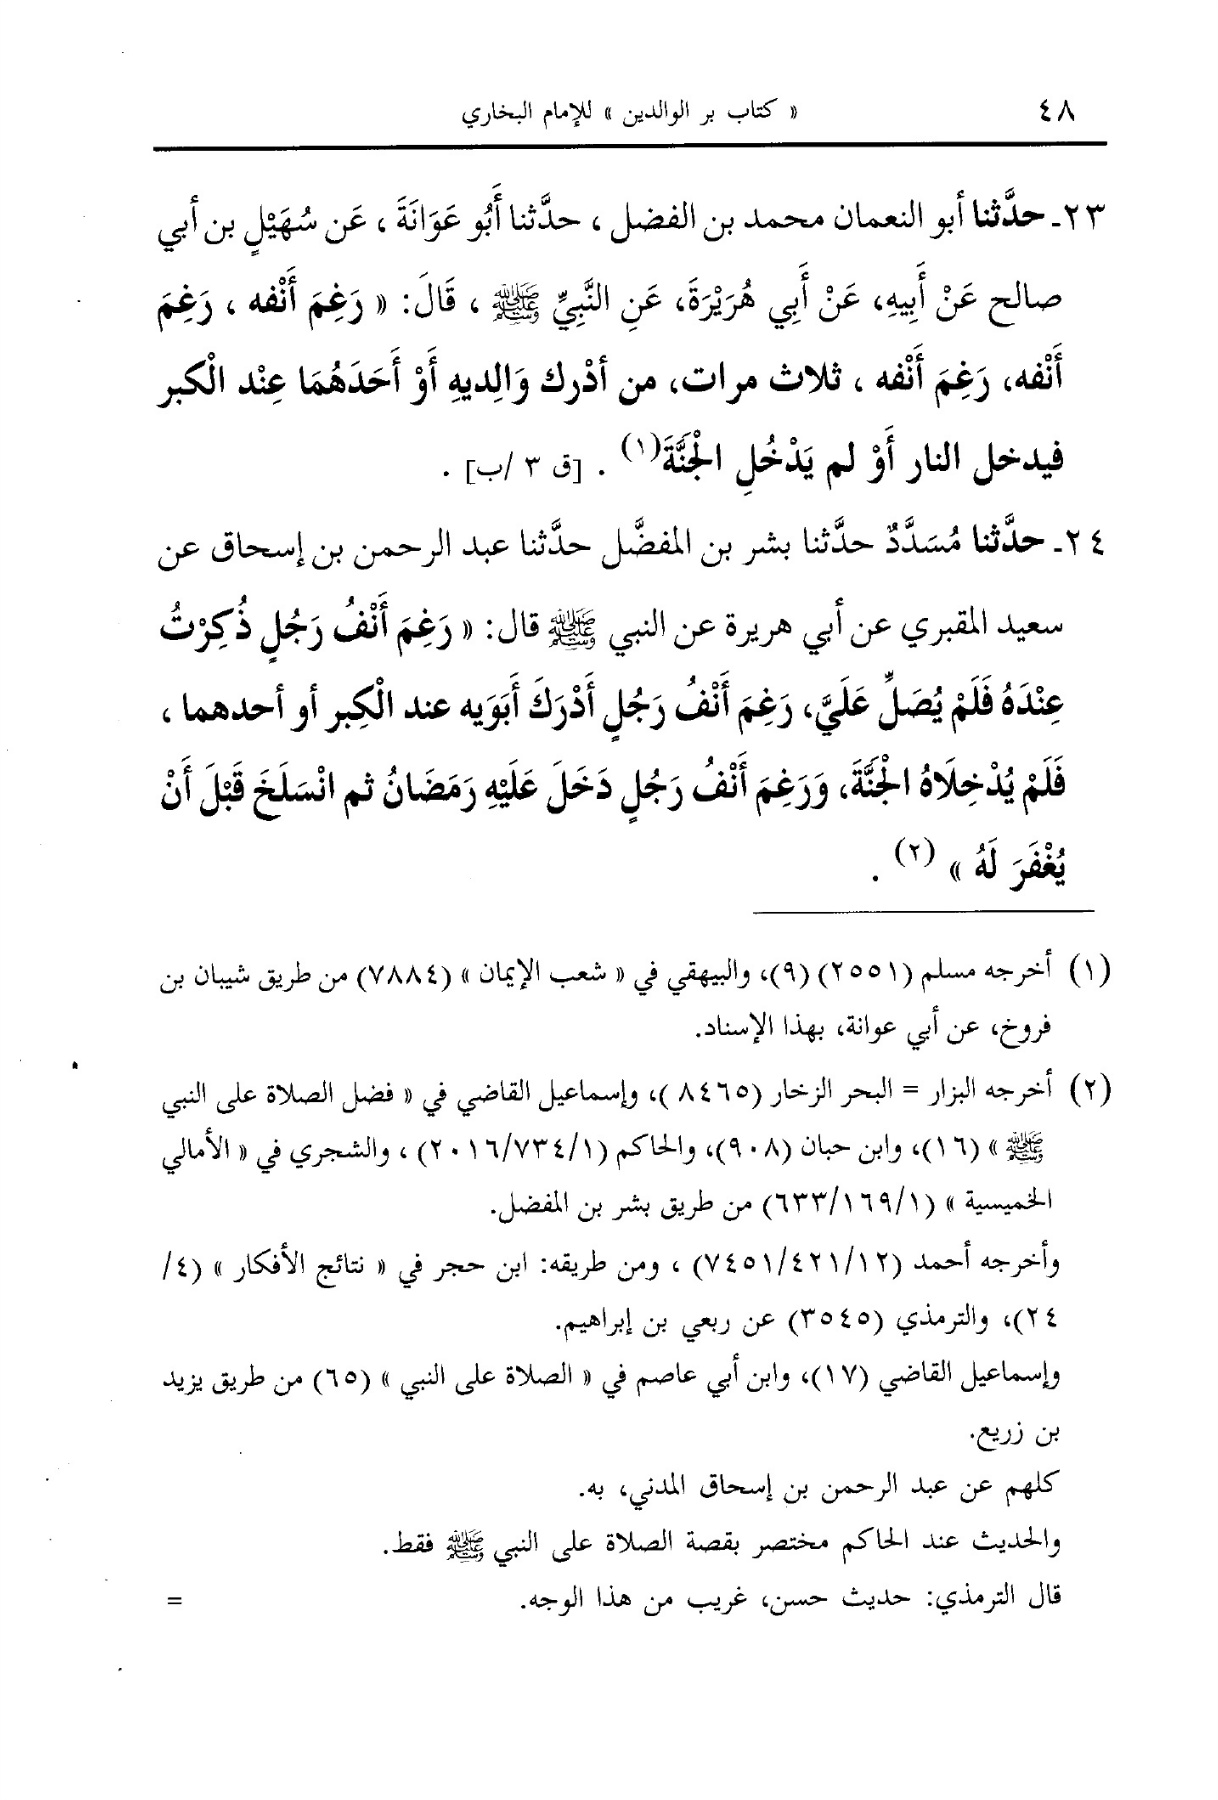 ٤٨
« كتاب بر الوالدين » للإمام البخاري
٢٣ـ حدَّثنا أبو النعمان محمد بن الفضل ، حدَّثنا أَبُو عَوَانَةَ ، عَن سُهَيْلٍ بن أبي
صالح عَنْ أَبِيهِ، عَنْ أَبِي هُرَيْرَةَ، عَنِ النَّبِيِّ ﷺ ، قَالَ: « رَغِمَ أَنْفه ، رَغِمَ
أَنْفه، رَغِمَ أَنْفه ، ثلاث مرات، من أدْرك وَالِديهِ أَوْ أَحَدَهُمَا عِنْد الْكبر
فيدخل النار أَوْ لم يَدْخُلِ الْجَنَّةَ(١) . [ق ٣ /ب] .
٢٤ـ حدَّثنا مُسَدَّدٌ حدَّثنا بشر بن المفضَّل حدَّثنا عبد الرحمن بن إسحاق عن
سعيد المقبري عن أبي هريرة عن النبي ﷺ قال: « رَغِمَ أَنْفُ رَجُلٍ ذُكِرْتُ
عِنْدَهُ فَلَمْ يُصَلِّ عَلَيَّ، رَغِمَ أَنْفُ رَجُلٍ أَدْرَكَ أَبَوَيه عند الْكِبر أو أحدهما ،
فَلَمْ يُدْخِلَاهُ الْجَنَّةَ، وَرَغِمَ أَنْفُ رَجُلٍ دَخَلَ عَلَيْهِ رَمَضَانُ ثم انْسَلَخَ قَبْلَ أَنْ
يُغْفَرَ لَهُ » (٢) .
(١) أخرجه مسلم (٢٥٥١) (٩)، والبيهقي في « شعب الإيمان » (٧٨٨٤) من طريق شيبان بن
فروخ، عن أبي عوانة، بهذا الإسناد.
(٢) أخرجه البزار = البحر الزخار (٨٤٦٥ )، وإسماعيل القاضي في « فضل الصلاة على النبي
ﷺ » (١٦)، وابن حبان (٩٠٨)، والحاكم (٢٠١٦/٧٣٤/١) ، والشجري في « الأمالي
الخميسية » (٦٣٣/١٦٩/١) من طريق بشر بن المفضل.
وأخرجه أحمد (٧٤٥١/٤٢١/١٢) ، ومن طريقه: ابن حجر في « نتائج الأفكار » (٤/
٢٤)، والترمذي (٣٥٤٥) عن ربعي بن إبراهيم.
وإسماعيل القاضي (١٧)، وابن أبي عاصم في « الصلاة على النبي » (٦٥) من طريق يزيد
بن زريع.
كلهم عن عبد الرحمن بن إسحاق المدني، به.
والحديث عند الحاكم مختصر بقصة الصلاة على النبي ﷺ فقط.
قال الترمذي: حديث حسن، غريب من هذا الوجه. =